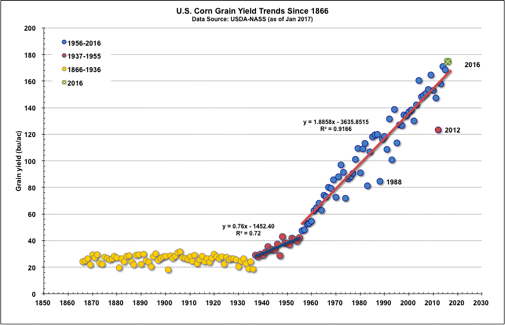 U.S. Corn Grain Yield Trends Since 1866
Data Source: USDA-NASS (as of Jan 2017)
200
180
160
140
120
100
80
60
40
20
0
Grain yield (bu/ac)
1956-2016
1937-1955
1866-1936
2016
2016
y = 1.8858x - 3635.8515
R² = 0.9166
2012
1988
y = 0.76x - 1452.40
R² = 0.72
1850 1860 1870 1880 1890 1900 1910 1920 1930 1940 1950 1960 1970 1980 1990 2000 2010 2020 2030